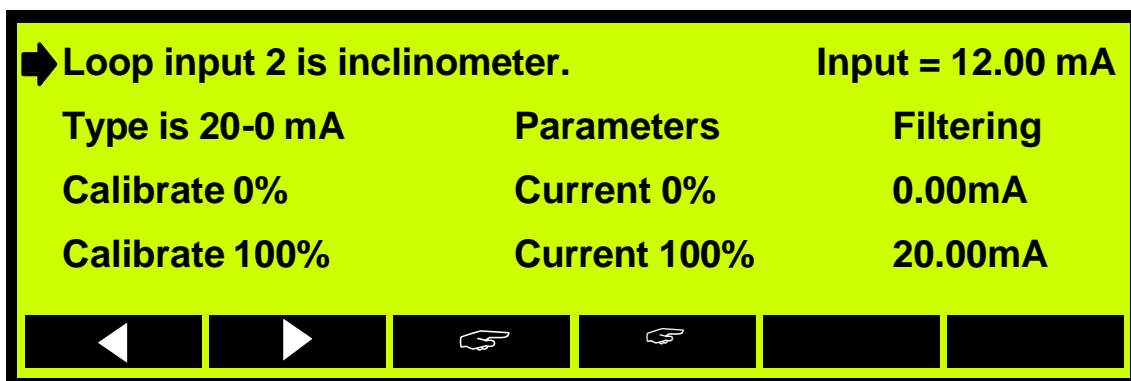 Loop input 2 is inclinometer. Input = 12.00 mA
Type is 20-0 mA Parameters Filtering
Calibrate 0% Current 0% 0.00mA
Calibrate 100% Current 100% 20.00mA